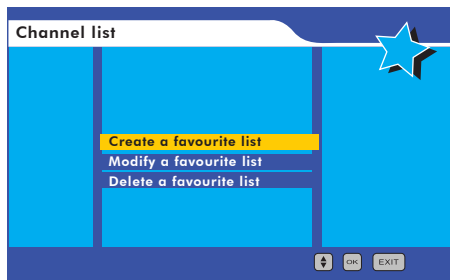 Channel list
Create a favourite list
Modify a favourite list
Delete a favourite list
OK EXIT